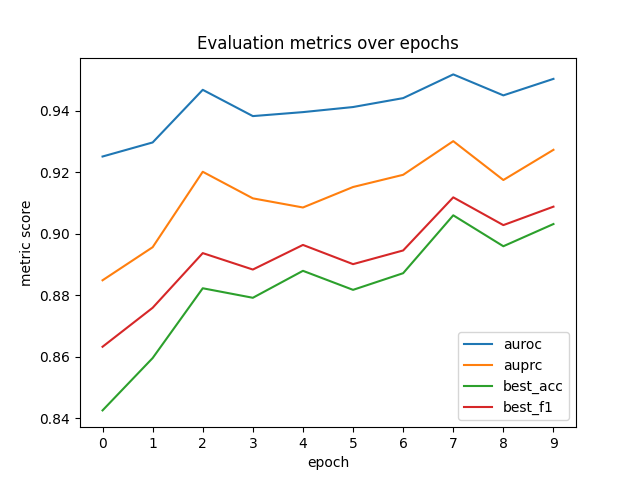 Evaluation metrics over epochs
metric score
0.94
0.92
0.90
0.88
0.86
0.84
auroc
auprc
best_acc
best_f1
0 1 2 3 4 5 6 7 8 9
epoch